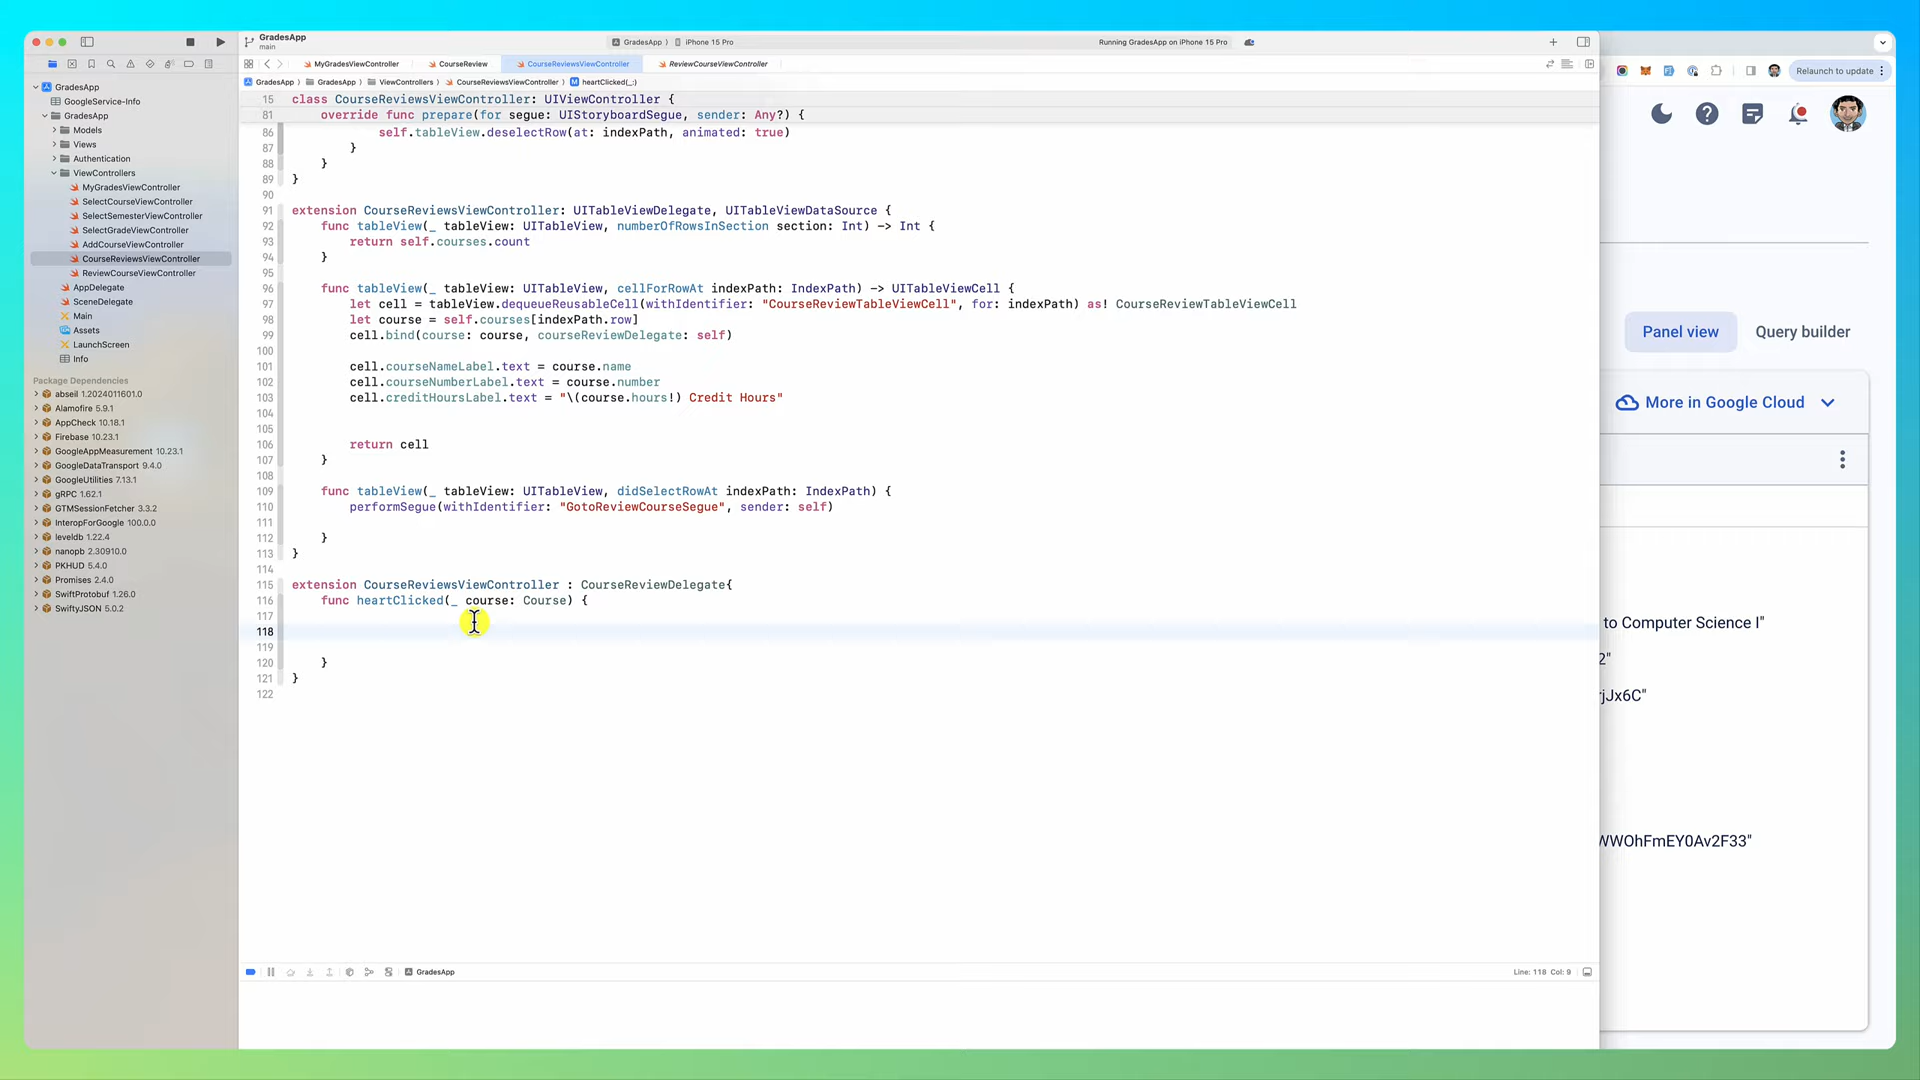 GradesApp
main
GradesApp
iPhone 15 Pro
Running GradesApp on iPhone 15 Pro
MyGradesViewController
CourseReview
CourseReviewsViewController
ReviewCourseViewController
GradesApp
GradesApp
ViewControllers
CourseReviewsViewController
heartClicked(_:)
Relaunch to update
GradesApp
GoogleService-Info
GradesApp
Models
Views
Authentication
ViewControllers
MyGradesViewController
SelectCourseViewController
SelectSemesterViewController
SelectGradeViewController
AddCourseViewController
CourseReviewsViewController
ReviewCourseViewController
AppDelegate
SceneDelegate
Main
Assets
LaunchScreen
Info
Package Dependencies
abseil 1.2024011601.0
Alamofire 5.9.1
AppCheck 10.18.1
Firebase 10.23.1
GoogleAppMeasurement 10.23.1
GoogleDataTransport 9.4.0
GoogleUtilities 7.13.1
gRPC 1.62.1
GTMSessionFetcher 3.3.2
InteropForGoogle 100.0.0
leveldb 1.22.4
nanopb 2.30910.0
PKHUD 5.4.0
Promises 2.4.0
SwiftProtobuf 1.26.0
SwiftyJSON 5.0.2
15 class CourseReviewsViewController: UIViewController {
81 override func prepare(for segue: UIStoryboardSegue, sender: Any?) {
86 self.tableView.deselectRow(at: indexPath, animated: true)
87 }
88 }
89 }
90
91 extension CourseReviewsViewController: UITableViewDelegate, UITableViewDataSource {
92 func tableView(_ tableView: UITableView, numberOfRowsInSection section: Int) -> Int {
93 return self.courses.count
94 }
95
96 func tableView(_ tableView: UITableView, cellForRowAt indexPath: IndexPath) -> UITableViewCell {
97 let cell = tableView.dequeueReusableCell(withIdentifier: "CourseReviewTableViewCell", for: indexPath) as! CourseReviewTableViewCell
98 let course = self.courses[indexPath.row]
99 cell.bind(course: course, courseReviewDelegate: self)
100
101 cell.courseNameLabel.text = course.name
102 cell.courseNumberLabel.text = course.number
103 cell.creditHoursLabel.text = "\(course.hours!) Credit Hours"
104
105
106 return cell
107 }
108
109 func tableView(_ tableView: UITableView, didSelectRowAt indexPath: IndexPath) {
110 performSegue(withIdentifier: "GotoReviewCourseSegue", sender: self)
111
112 }
113 }
114
115 extension CourseReviewsViewController : CourseReviewDelegate{
116 func heartClicked(_ course: Course) {
117
118
119
120 }
121 }
122
GradesApp
Line: 118 Col: 9
Panel view
Query builder
More in Google Cloud
to Computer Science I"
2"
rjJx6C"
WWOhFmEY0Av2F33"